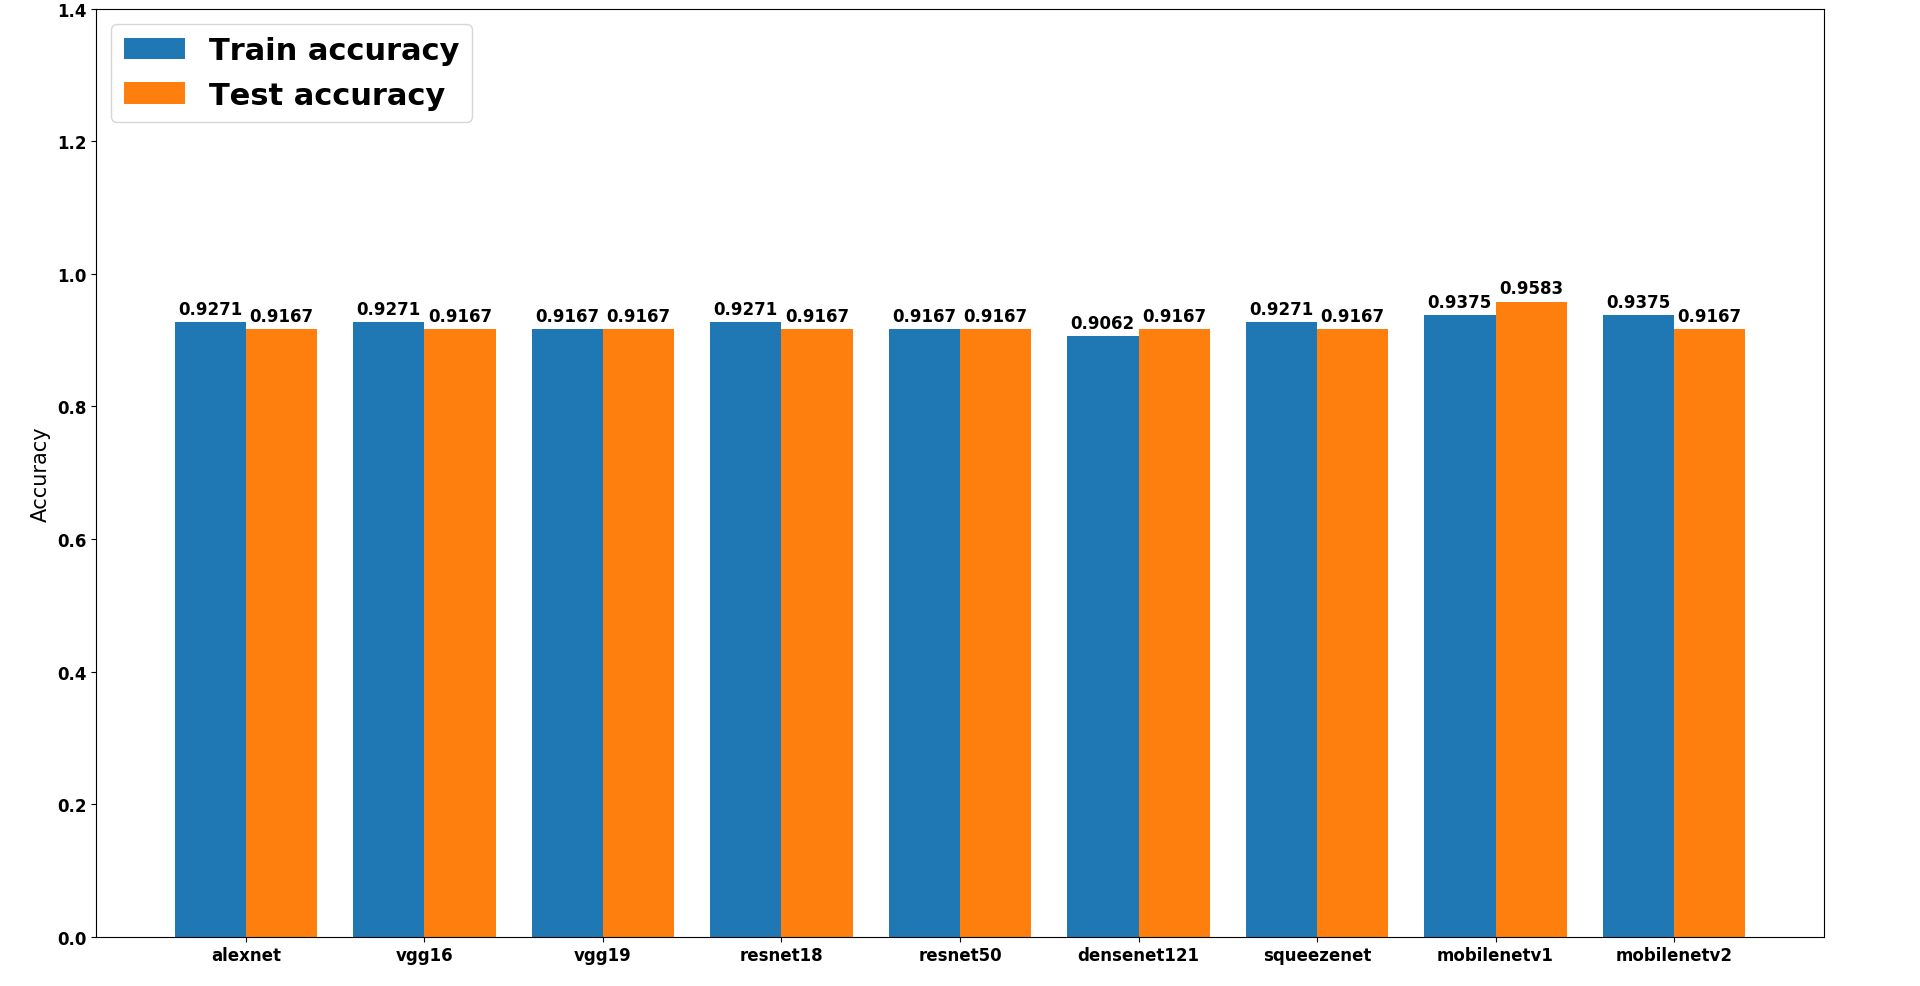 Train accuracy
Test accuracy
Accuracy
1.4
1.2
1.0
0.8
0.6
0.4
0.2
0.0
0.9271 0.9167 0.9271 0.9167 0.9167 0.9167 0.9271 0.9167 0.9167 0.9167 0.9062 0.9167 0.9271 0.9167 0.9375 0.9583 0.9375 0.9167
alexnet vgg16 vgg19 resnet18 resnet50 densenet121 squeezenet mobilenetv1 mobilenetv2